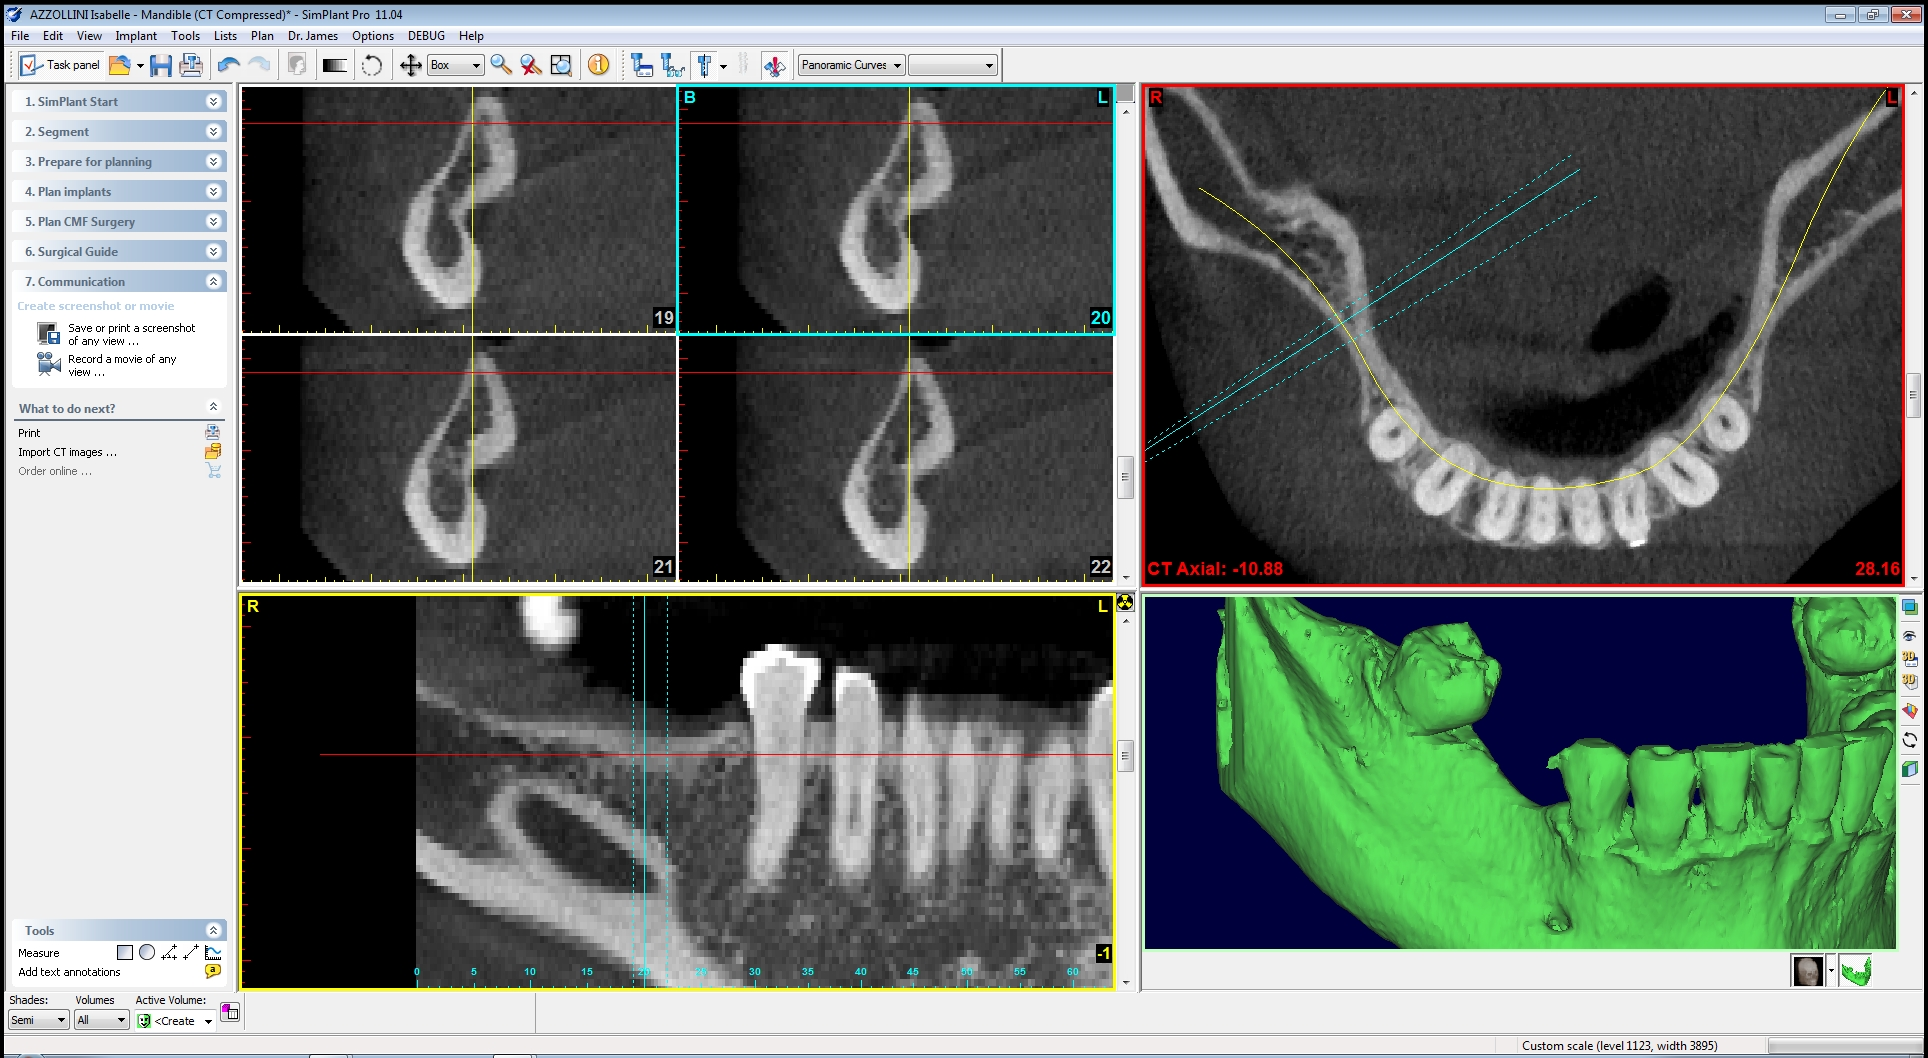 AZZOLLINI Isabelle - Mandible (CT Compressed)* - SimPlant Pro 11.04
File Edit View Implant Tools Lists Plan Dr. James Options DEBUG Help
Task panel
Box
Panoramic Curves
1. SimPlant Start
2. Segment
3. Prepare for planning
4. Plan implants
5. Plan CMF Surgery
6. Surgical Guide
7. Communication
Create screenshot or movie
Save or print a screenshot
of any view ...
Record a movie of any
view ...
What to do next?
Print
Import CT images ...
Order online ...
Tools
Measure
Add text annotations
Shades:
Volumes
Active Volume:
Semi
All
<Create
19
B
L
20
21
22
R
L
CT Axial: -10.88
28.16
R
L
-1
0 5 10 15 20 25 30 35 40 45 50 55 60
3D
3D
Custom scale (level 1123, width 3895)